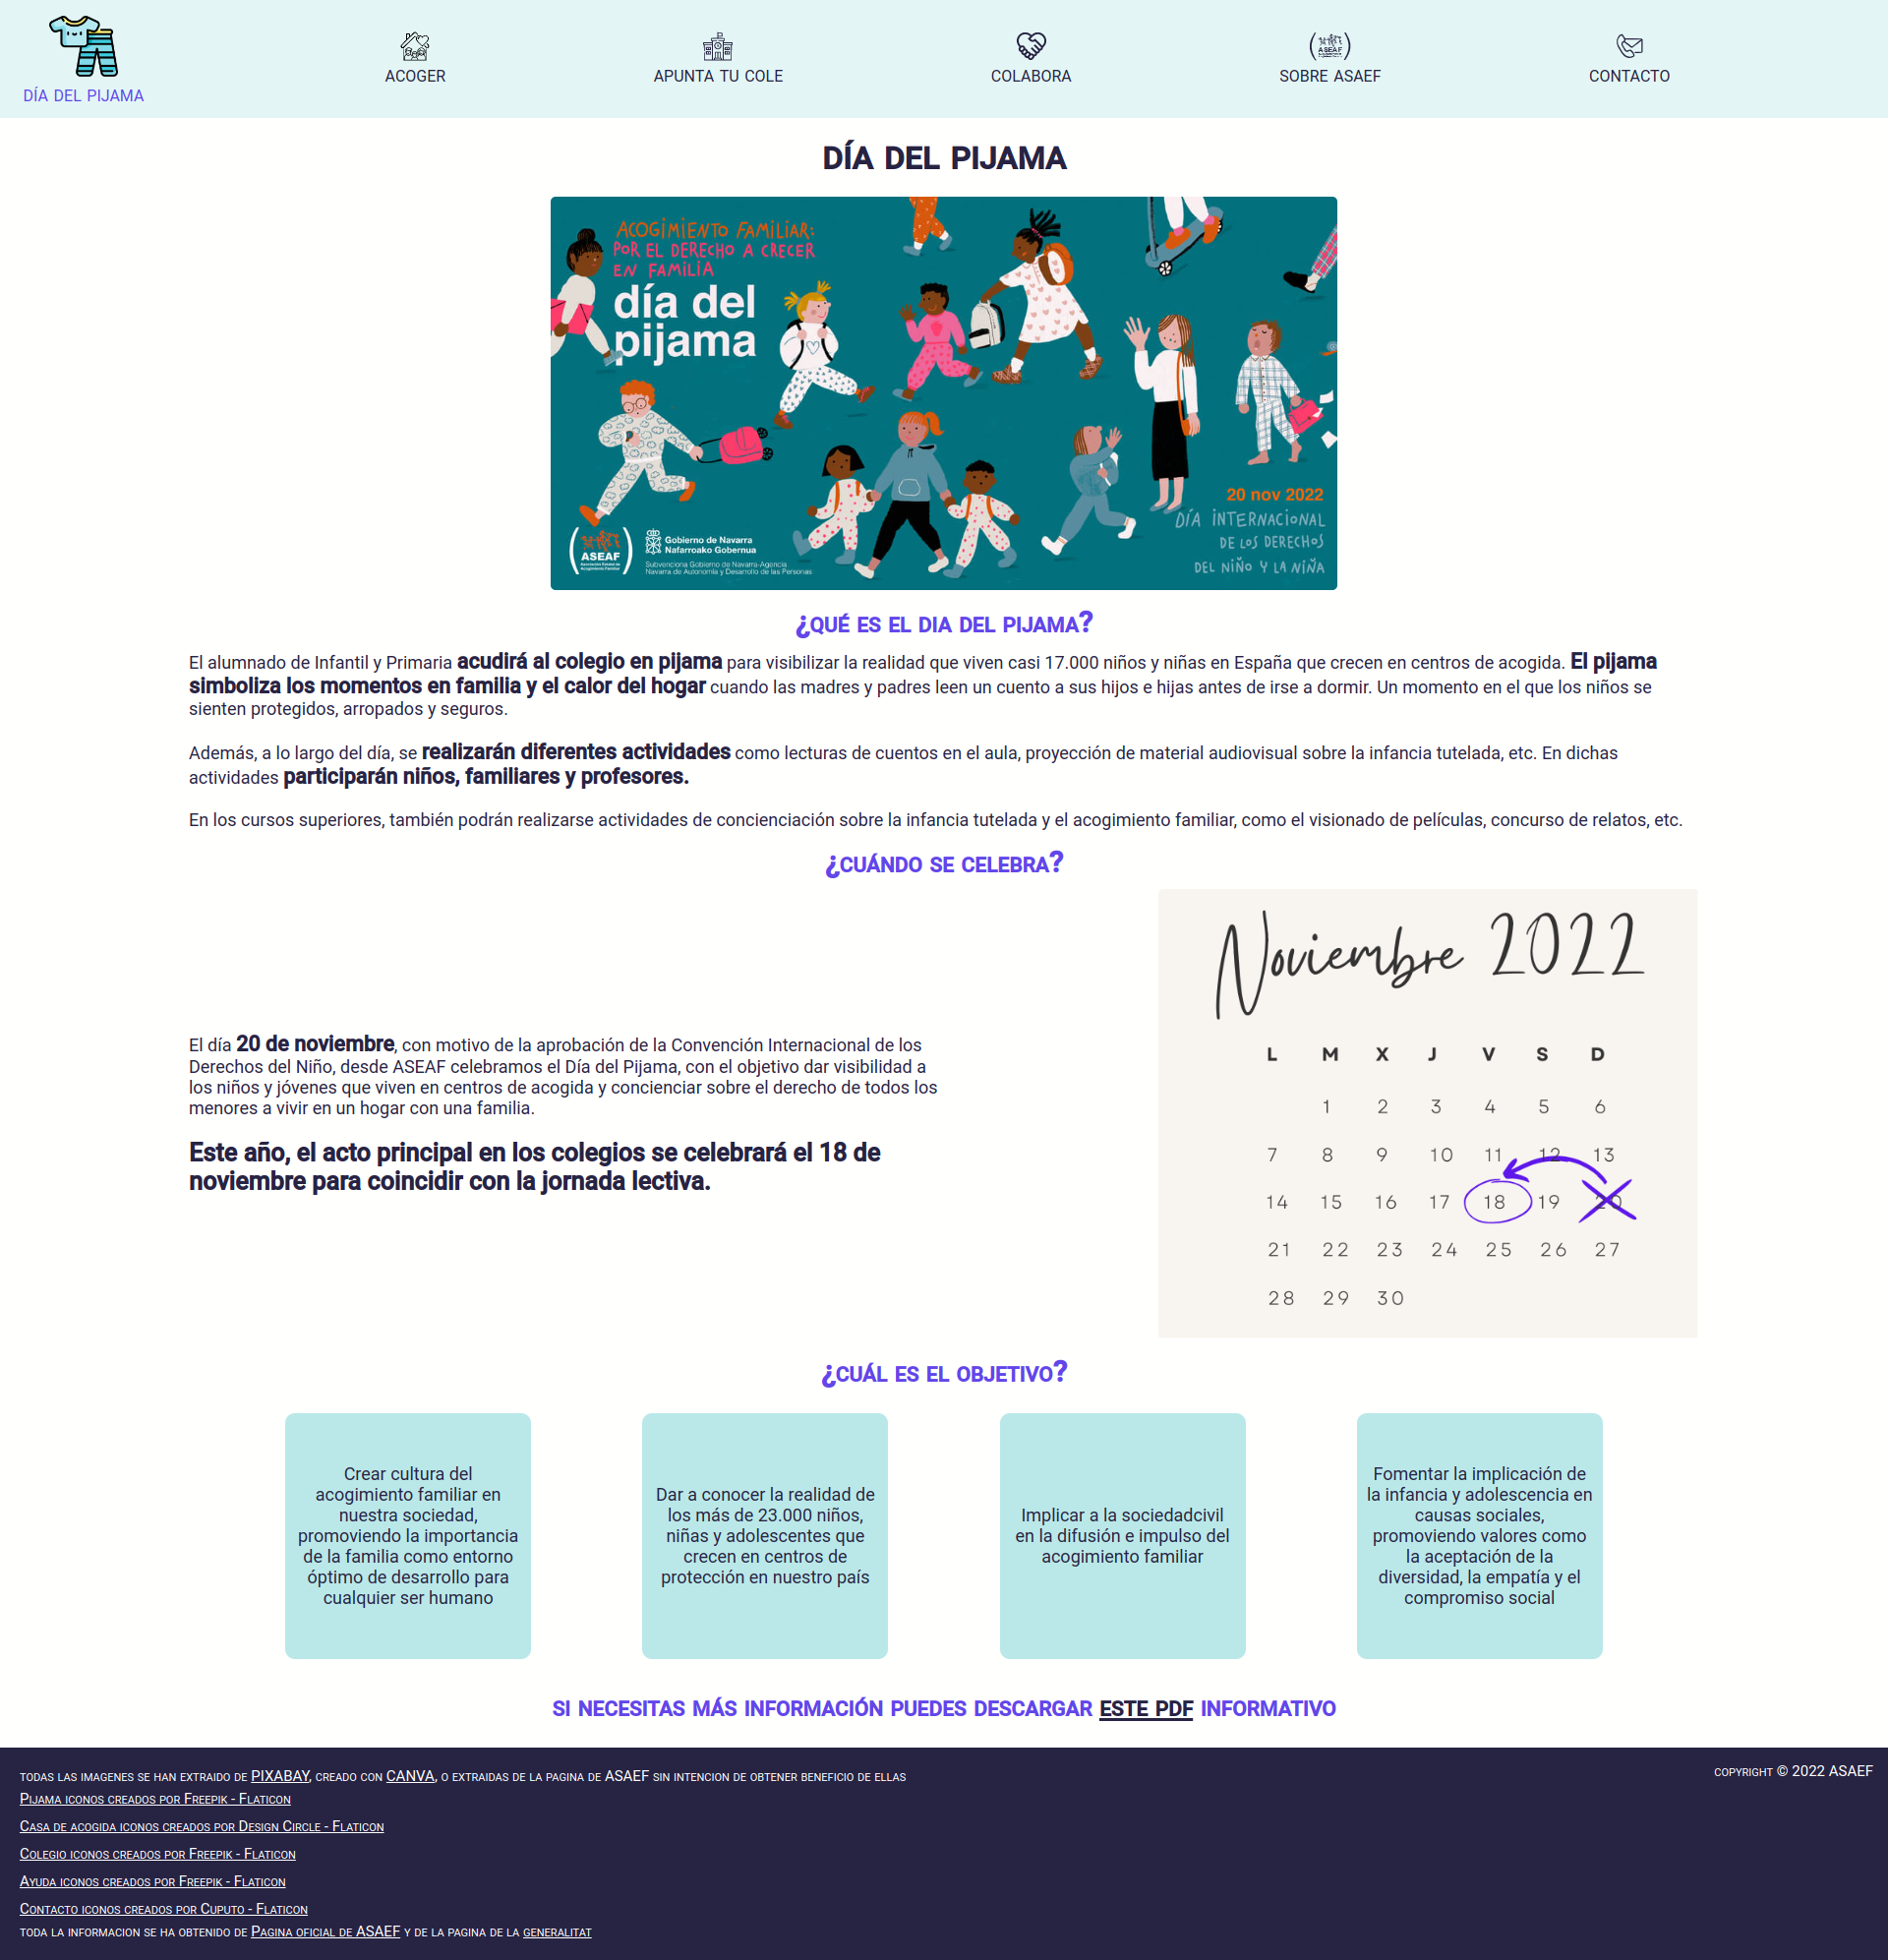 DÍA DEL PIJAMA
ACOGER
APUNTA TU COLE
COLABORA
ASEAF
SOBRE ASAEF
CONTACTO
DÍA DEL PIJAMA
ACOGIMIENTO FAMILIAR:
POR EL DERECHO A CRECER
EN FAMILIA
día del
pijama
20 nov 2022
DÍA INTERNACIONAL
DE LOS DERECHOS
DEL NIÑO Y LA NIÑA
ASEAF
Asociación Estatal de
Acogimiento Familiar
Gobierno de Navarra
Nafarroako Gobernua
Subvenciona Gobierno de Navarra-Agencia
Navarra de Autonomía y Desarrollo de las Personas
¿QUÉ ES EL DIA DEL PIJAMA?
El alumnado de Infantil y Primaria acudirá al colegio en pijama para visibilizar la realidad que viven casi 17.000 niños y niñas en España que crecen en centros de acogida. El pijama
simboliza los momentos en familia y el calor del hogar cuando las madres y padres leen un cuento a sus hijos e hijas antes de irse a dormir. Un momento en el que los niños se
sienten protegidos, arropados y seguros.
Además, a lo largo del día, se realizarán diferentes actividades como lecturas de cuentos en el aula, proyección de material audiovisual sobre la infancia tutelada, etc. En dichas
actividades participarán niños, familiares y profesores.
En los cursos superiores, también podrán realizarse actividades de concienciación sobre la infancia tutelada y el acogimiento familiar, como el visionado de películas, concurso de relatos, etc.
¿CUÁNDO SE CELEBRA?
El día 20 de noviembre, con motivo de la aprobación de la Convención Internacional de los
Derechos del Niño, desde ASEAF celebramos el Día del Pijama, con el objetivo dar visibilidad a
los niños y jóvenes que viven en centros de acogida y concienciar sobre el derecho de todos los
menores a vivir en un hogar con una familia.
Este año, el acto principal en los colegios se celebrará el 18 de
noviembre para coincidir con la jornada lectiva.
Noviembre 2022
L M X J V S D
1 2 3 4 5 6
7 8 9 10 11 12 13
14 15 16 17 18 19 20
21 22 23 24 25 26 27
28 29 30
¿CUÁL ES EL OBJETIVO?
Crear cultura del
acogimiento familiar en
nuestra sociedad,
promoviendo la importancia
de la familia como entorno
óptimo de desarrollo para
cualquier ser humano
Dar a conocer la realidad de
los más de 23.000 niños,
niñas y adolescentes que
crecen en centros de
protección en nuestro país
Implicar a la sociedadcivil
en la difusión e impulso del
acogimiento familiar
Fomentar la implicación de
la infancia y adolescencia en
causas sociales,
promoviendo valores como
la aceptación de la
diversidad, la empatía y el
compromiso social
SI NECESITAS MÁS INFORMACIÓN PUEDES DESCARGAR ESTE PDF INFORMATIVO
TODAS LAS IMAGENES SE HAN EXTRAIDO DE PIXABAY, CREADO CON CANVA, O EXTRAIDAS DE LA PAGINA DE ASAEF SIN INTENCION DE OBTENER BENEFICIO DE ELLAS
PIJAMA ICONOS CREADOS POR FREEPIK - FLATICON
CASA DE ACOGIDA ICONOS CREADOS POR DESIGN CIRCLE - FLATICON
COLEGIO ICONOS CREADOS POR FREEPIK - FLATICON
AYUDA ICONOS CREADOS POR FREEPIK - FLATICON
CONTACTO ICONOS CREADOS POR CUPUTO - FLATICON
TODA LA INFORMACION SE HA OBTENIDO DE PAGINA OFICIAL DE ASAEF Y DE LA PAGINA DE LA GENERALITAT
COPYRIGHT © 2022 ASAEF